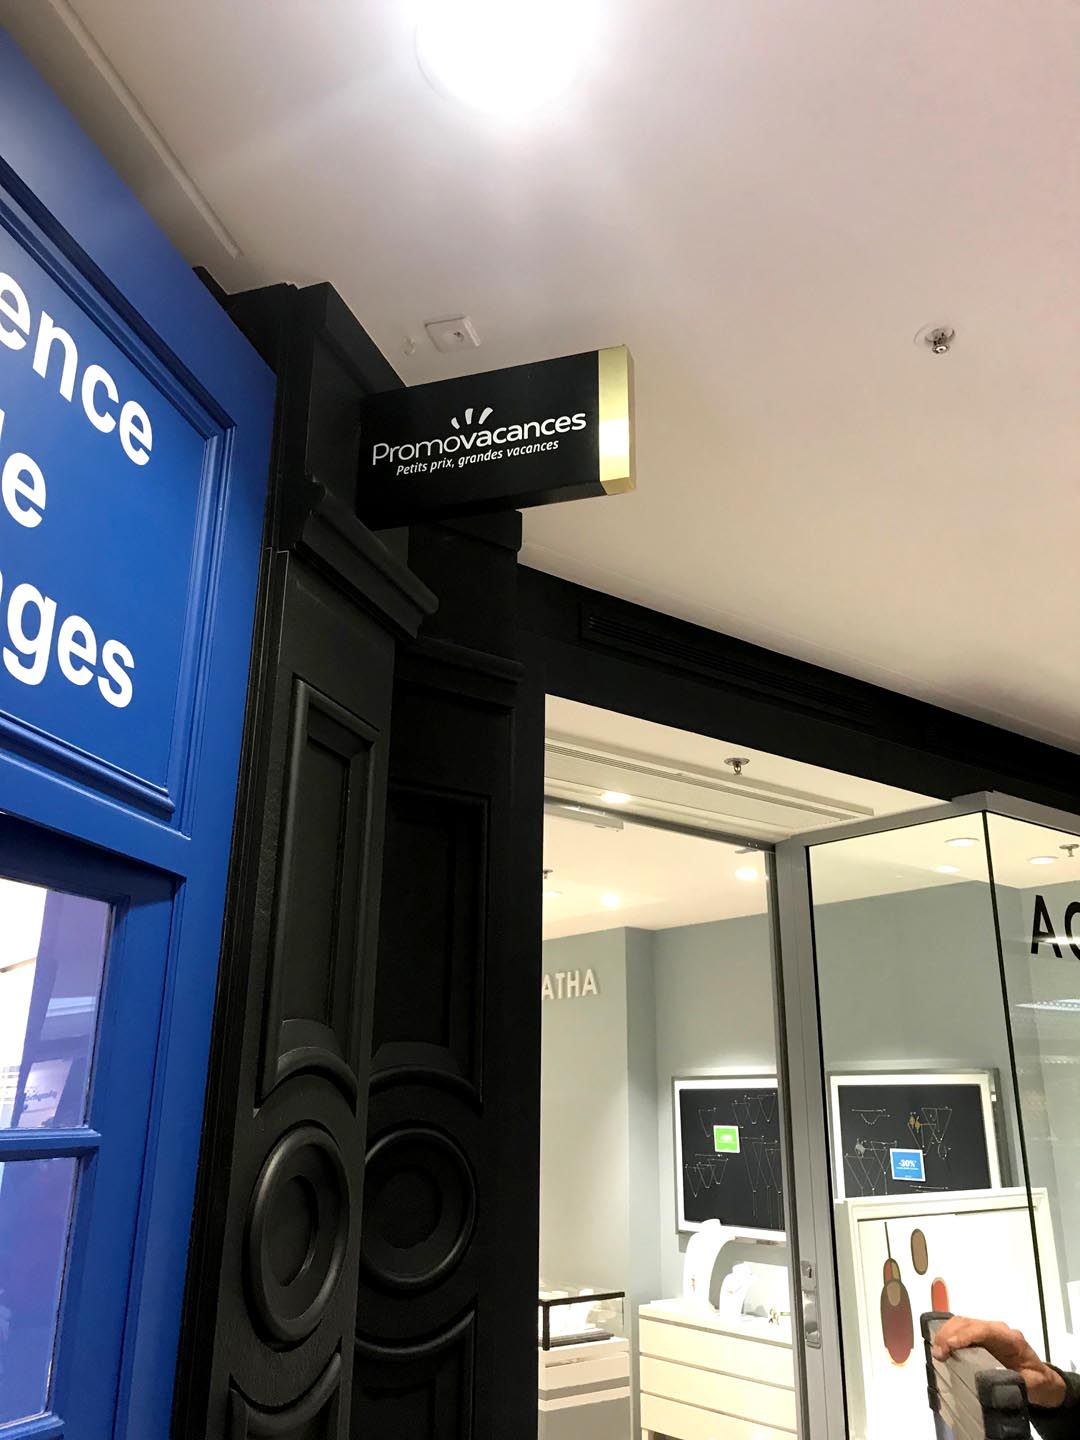 ence
le
ges
Promovacances
Petits prix, grandes vacances
ATHA
-30%